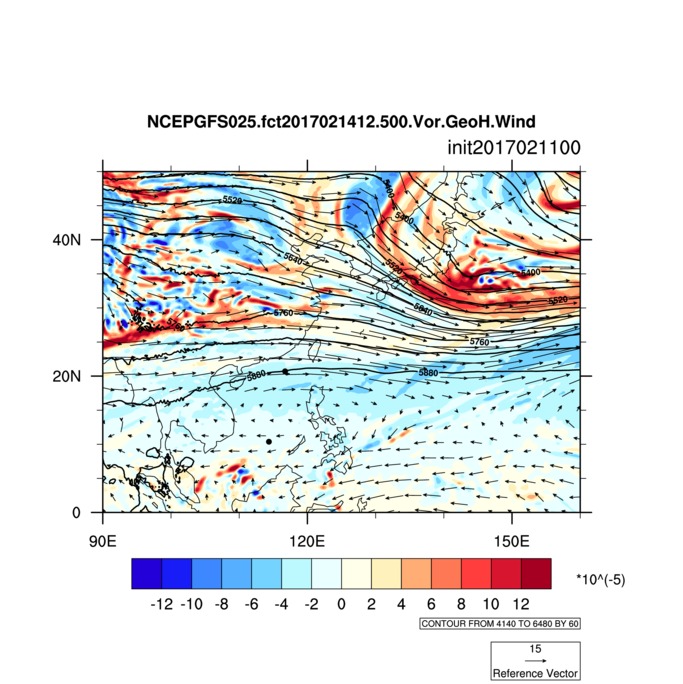 NCEPGFS025.fct2017021412.500.Vor.GeoH.Wind
init2017021100
5520
5400
5640
5520
5400
5640
5520
5760
5760
5880
5880
40N
20N
0
90E 120E 150E
-12 -10 -8 -6 -4 -2 0 2 4 6 8 10 12
*10^(-5)
CONTOUR FROM 4140 TO 6480 BY 60
15
Reference Vector